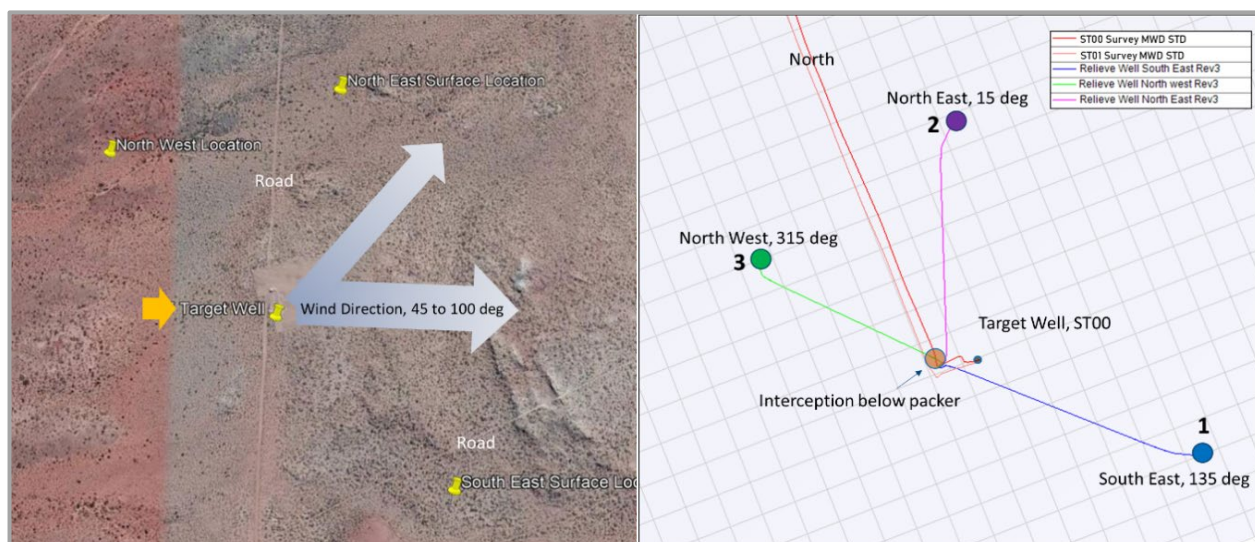 North East Surface Location
North West Location
Road
Target Well
Wind Direction, 45 to 100 deg
Road
South East Surface Loc
North
ST00 Survey MWD STD
ST01 Survey MWD STD
Relieve Well South East Rev3
Relieve Well North west Rev3
Relieve Well North East Rev3
North East, 15 deg
2
North West, 315 deg
3
Target Well, ST00
Interception below packer
1
South East, 135 deg